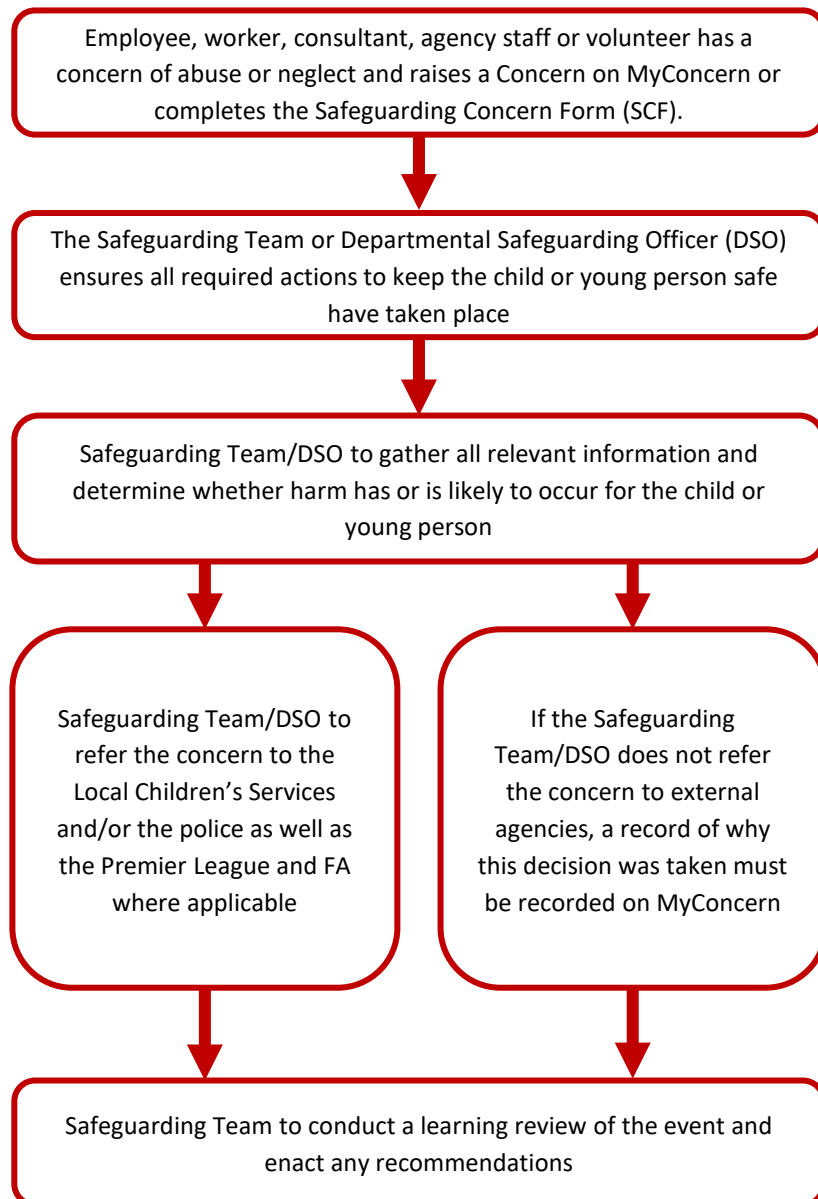 Employee, worker, consultant, agency staff or volunteer has a
concern of abuse or neglect and raises a Concern on MyConcern or
completes the Safeguarding Concern Form (SCF).
The Safeguarding Team or Departmental Safeguarding Officer (DSO)
ensures all required actions to keep the child or young person safe
have taken place
Safeguarding Team/DSO to gather all relevant information and
determine whether harm has or is likely to occur for the child or
young person
Safeguarding Team/DSO to
refer the concern to the
Local Children’s Services
and/or the police as well as
the Premier League and FA
where applicable
If the Safeguarding
Team/DSO does not refer
the concern to external
agencies, a record of why
this decision was taken must
be recorded on MyConcern
Safeguarding Team to conduct a learning review of the event and
enact any recommendations